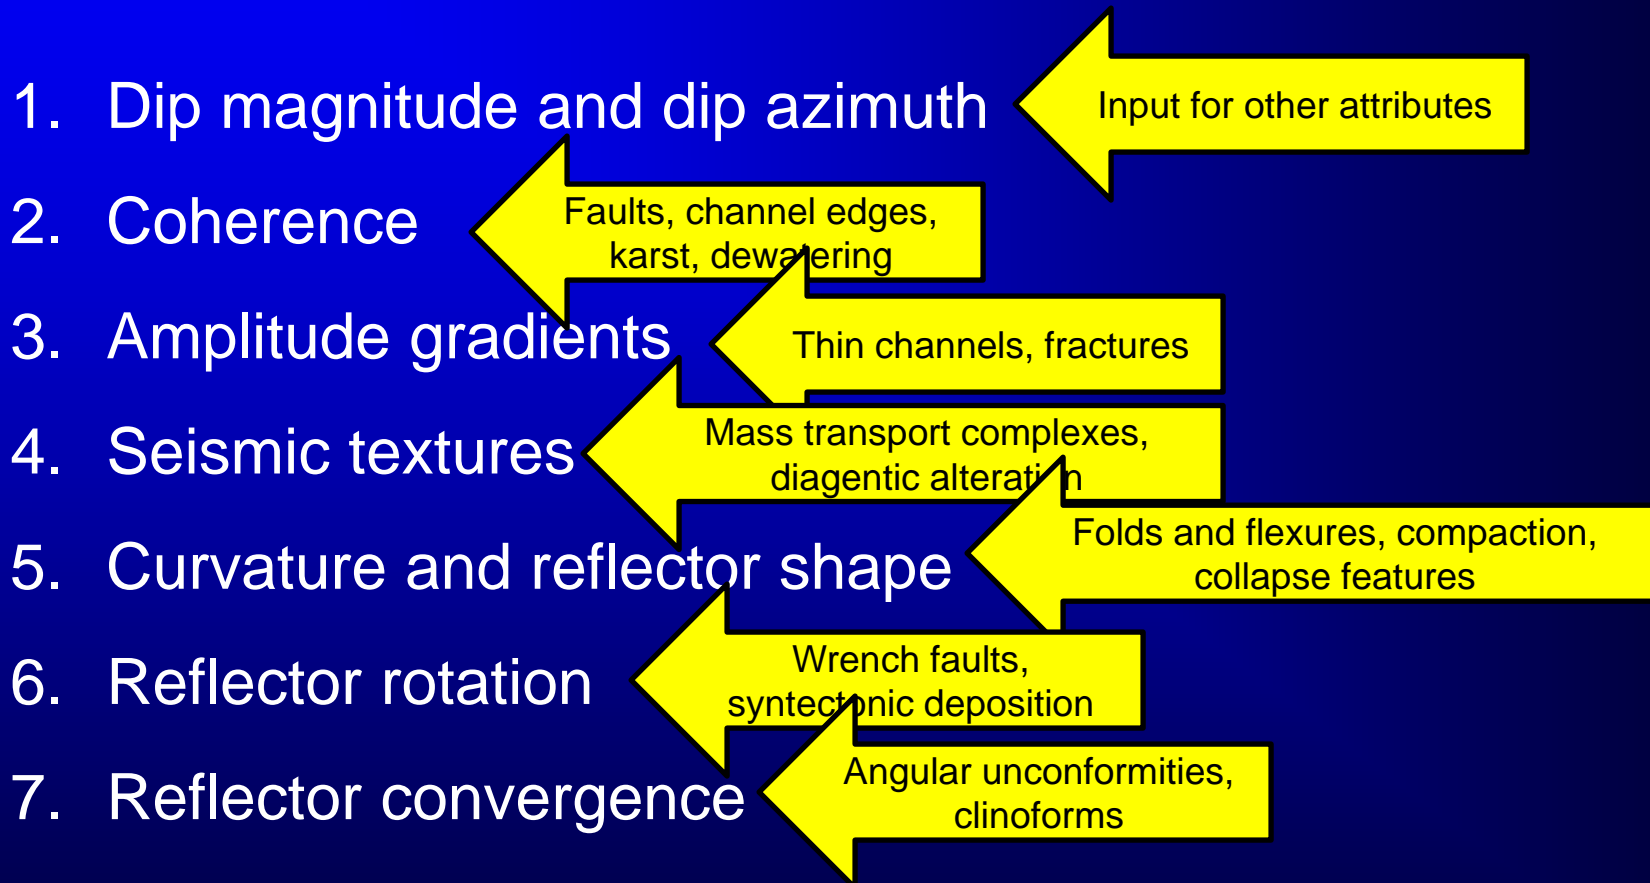 1. Dip magnitude and dip azimuth
Input for other attributes
2. Coherence
Faults, channel edges,
karst, dewatering
3. Amplitude gradients
Thin channels, fractures
4. Seismic textures
Mass transport complexes,
diagentic alteration
5. Curvature and reflector shape
Folds and flexures, compaction,
collapse features
6. Reflector rotation
Wrench faults,
syntectonic deposition
7. Reflector convergence
Angular unconformities,
clinoforms